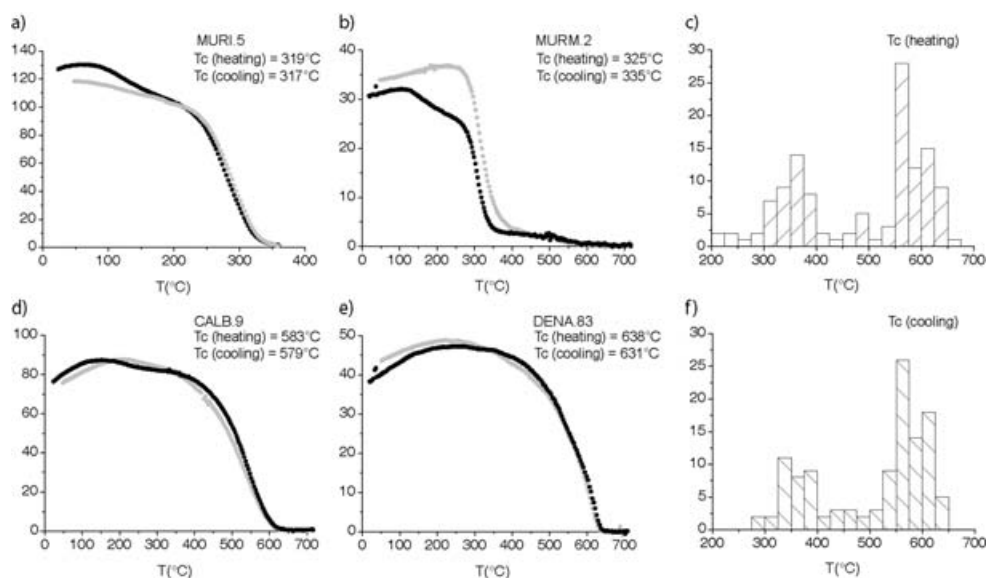 a)
MURI.5
Tc (heating) = 319°C
Tc (cooling) = 317°C
140
120
100
80
60
40
20
0
0 100 200 300 400
T(°C)
b)
MURM.2
Tc (heating) = 325°C
Tc (cooling) = 335°C
40
30
20
10
0
0 100 200 300 400 500 600 700
T(°C)
c)
Tc (heating)
30
25
20
15
10
5
0
200 300 400 500 600 700
T(°C)
d)
CALB.9
Tc (heating) = 583°C
Tc (cooling) = 579°C
100
80
60
40
20
0
0 100 200 300 400 500 600 700
T(°C)
e)
DENA.83
Tc (heating) = 638°C
Tc (cooling) = 631°C
50
40
30
20
10
0
0 100 200 300 400 500 600 700
T(°C)
f)
Tc (cooling)
30
25
20
15
10
5
0
200 300 400 500 600 700
T(°C)